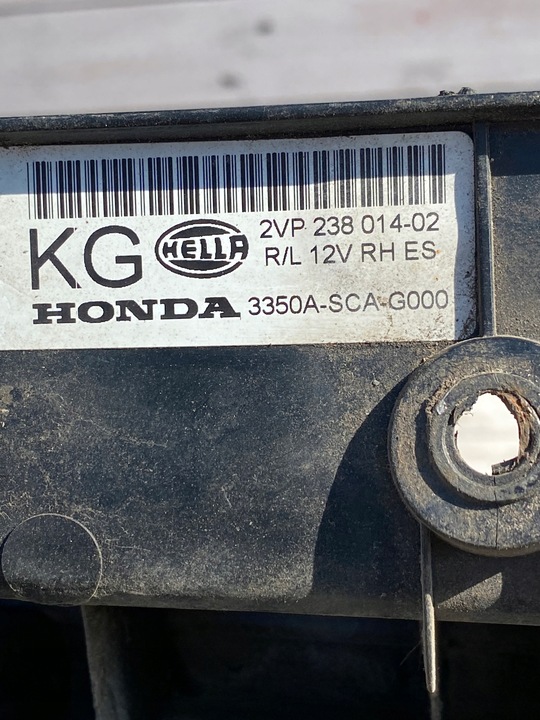 KG HELLA 2VP 238 014-02
R/L 12V RH ES
HONDA 3350A-SCA-G000